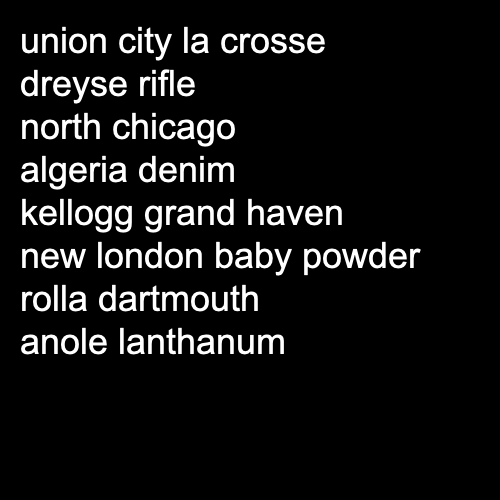 union city la crosse
dreyse rifle
north chicago
algeria denim
kellogg grand haven
new london baby powder
rolla dartmouth
anole lanthanum